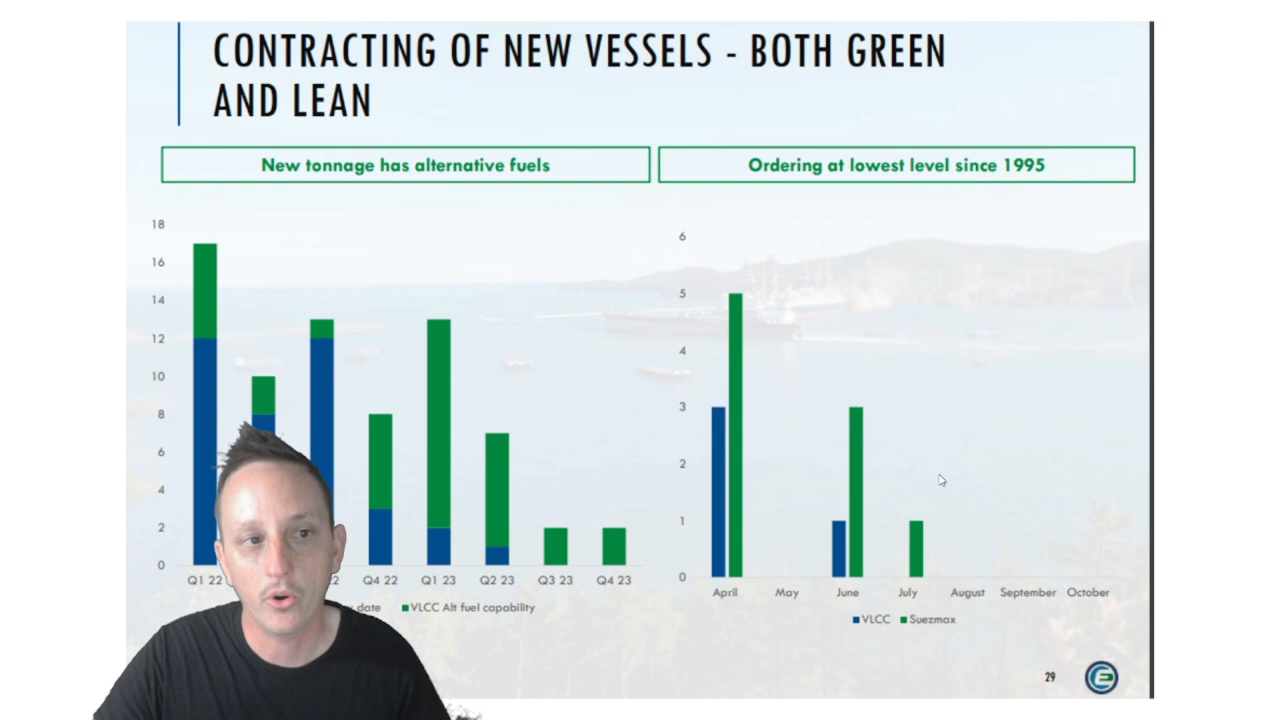 CONTRACTING OF NEW VESSELS - BOTH GREEN
AND LEAN
New tonnage has alternative fuels
Ordering at lowest level since 1995
18
16
14
12
10
8
6
4
2
0
Q1 22
2
Q4 22
Q1 23
Q2 23
Q3 23
Q4 23
date
VLCC Alt fuel capability
6
5
4
3
2
1
0
April
May
June
July
August
September
October
VLCC
Suezmax
29